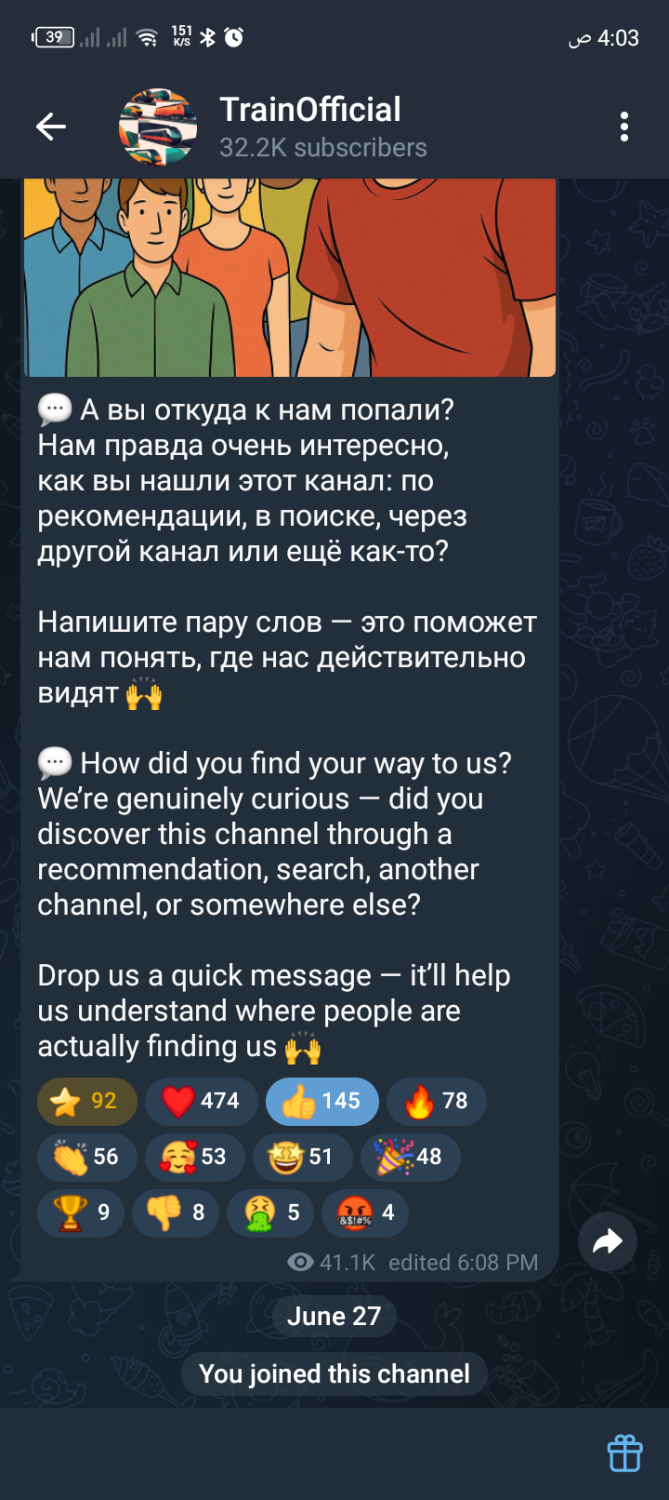 39 151 K/S 4:03 ص
TrainOfficial
32.2K subscribers
💬 А вы откуда к нам попали?
Нам правда очень интересно,
как вы нашли этот канал: по
рекомендации, в поиске, через
другой канал или ещё как-то?
Напишите пару слов — это поможет
нам понять, где нас действительно
видят 🙌
💬 How did you find your way to us?
We’re genuinely curious — did you
discover this channel through a
recommendation, search, another
channel, or somewhere else?
Drop us a quick message — it’ll help
us understand where people are
actually finding us 🙌
⭐ 92 ❤️ 474 👍 145 🔥 78
👏 56 🥰 53 🤩 51 🎉 48
🏆 9 👎 8 🤮 5 🤬 4
41.1K edited 6:08 PM
June 27
You joined this channel